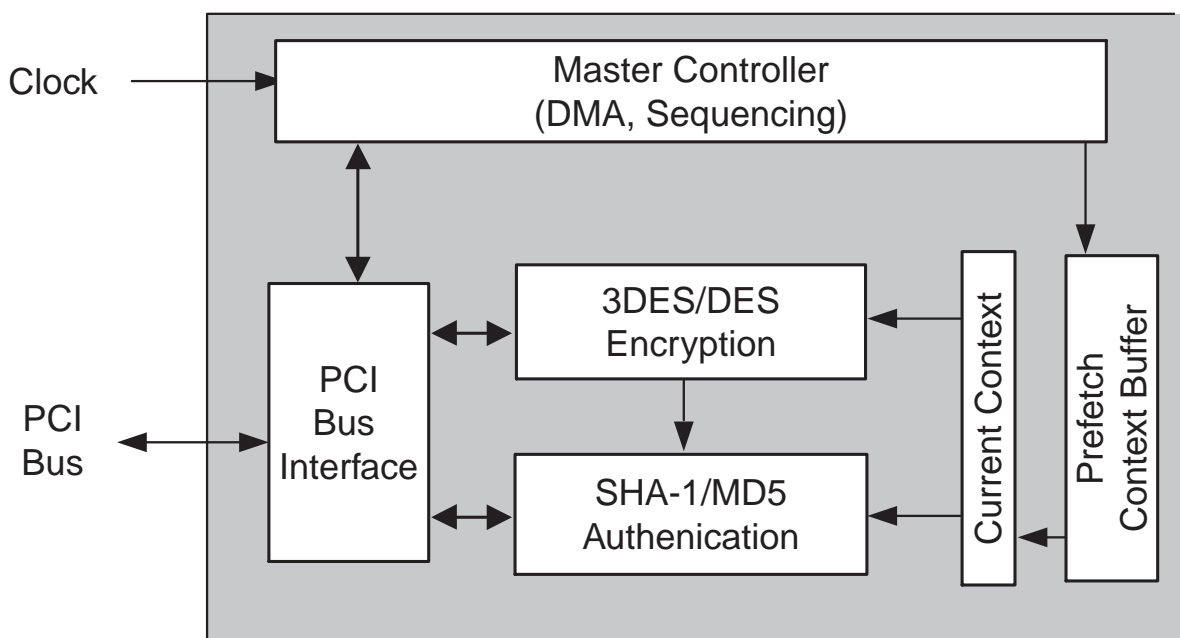 Clock
Master Controller
(DMA, Sequencing)
3DES/DES
Encryption
PCI
Bus
Interface
PCI
Bus
SHA-1/MD5
Authenication
Current Context
Prefetch
Context Buffer